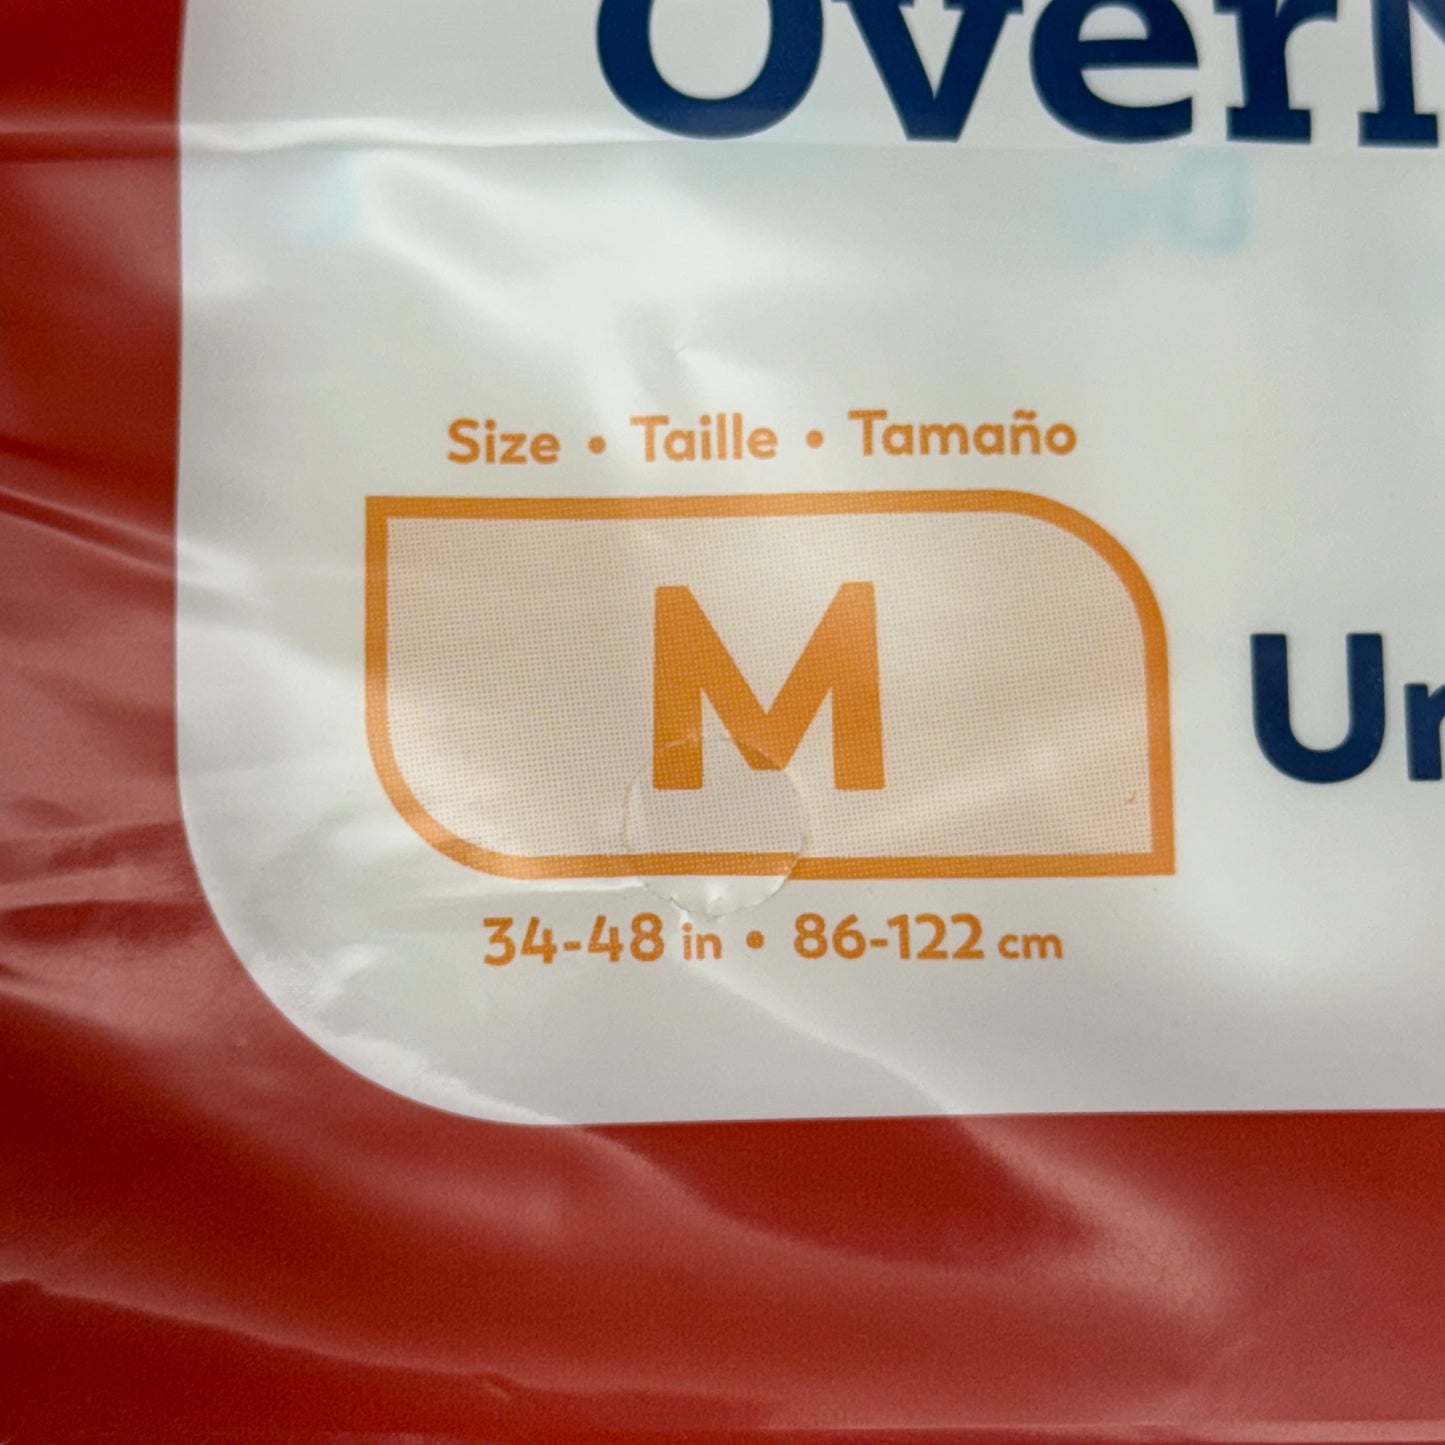 Size • Taille • Tamaño
M
34-48 in • 86-122 cm